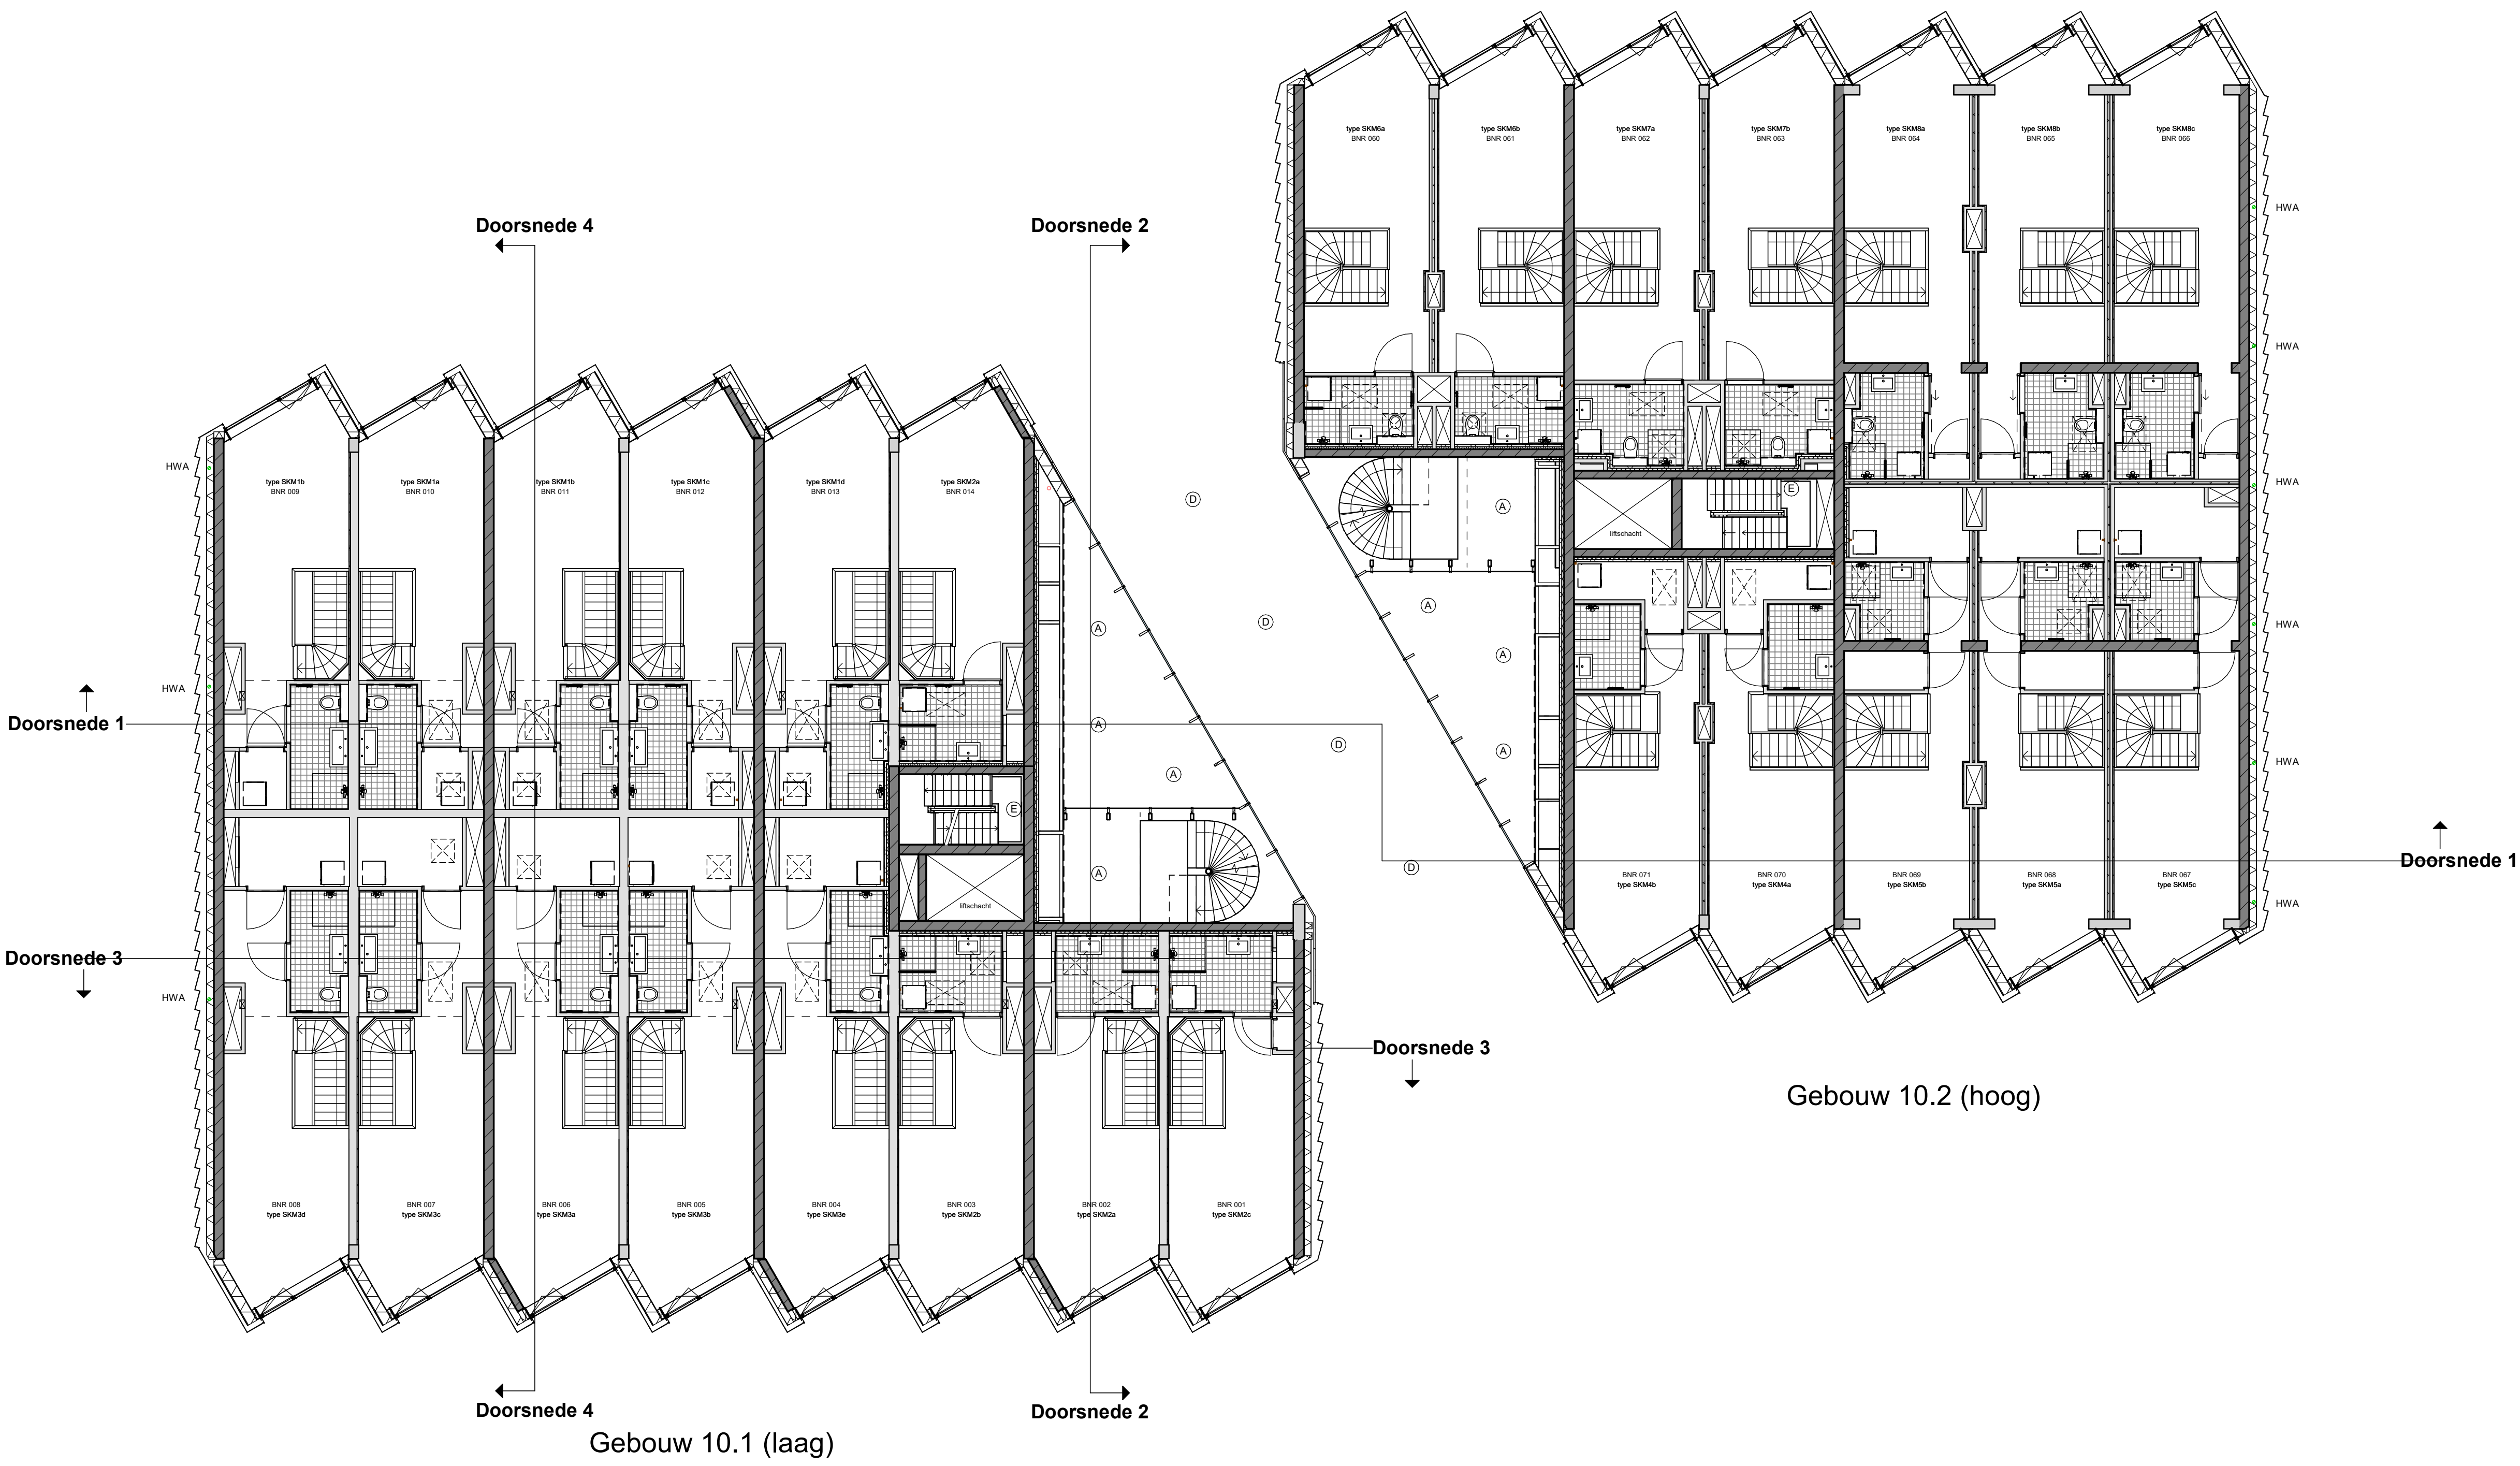 type SKM6a
BNR 060
type SKM6b
BNR 061
type SKM7a
BNR 062
type SKM7b
BNR 063
type SKM8a
BNR 064
type SKM8b
BNR 065
type SKM8c
BNR 066
HWA
HWA
HWA
HWA
HWA
HWA
E
liftschacht
A
A
A
A
BNR 071
type SKM4b
BNR 070
type SKM4a
BNR 069
type SKM5b
BNR 068
type SKM5a
BNR 067
type SKM5c
Doorsnede 1
Gebouw 10.2 (hoog)
Doorsnede 4
Doorsnede 2
D
D
D
D
HWA
type SKM1b
BNR 009
type SKM1a
BNR 010
type SKM1b
BNR 011
type SKM1c
BNR 012
type SKM1d
BNR 013
type SKM2a
BNR 014
HWA
Doorsnede 1
A
A
A
A
E
liftschacht
Doorsnede 3
HWA
Doorsnede 3
BNR 008
type SKM3d
BNR 007
type SKM3c
BNR 006
type SKM3a
BNR 005
type SKM3b
BNR 004
type SKM3e
BNR 003
type SKM2b
BNR 002
type SKM2a
BNR 001
type SKM2c
Doorsnede 4
Doorsnede 2
Gebouw 10.1 (laag)